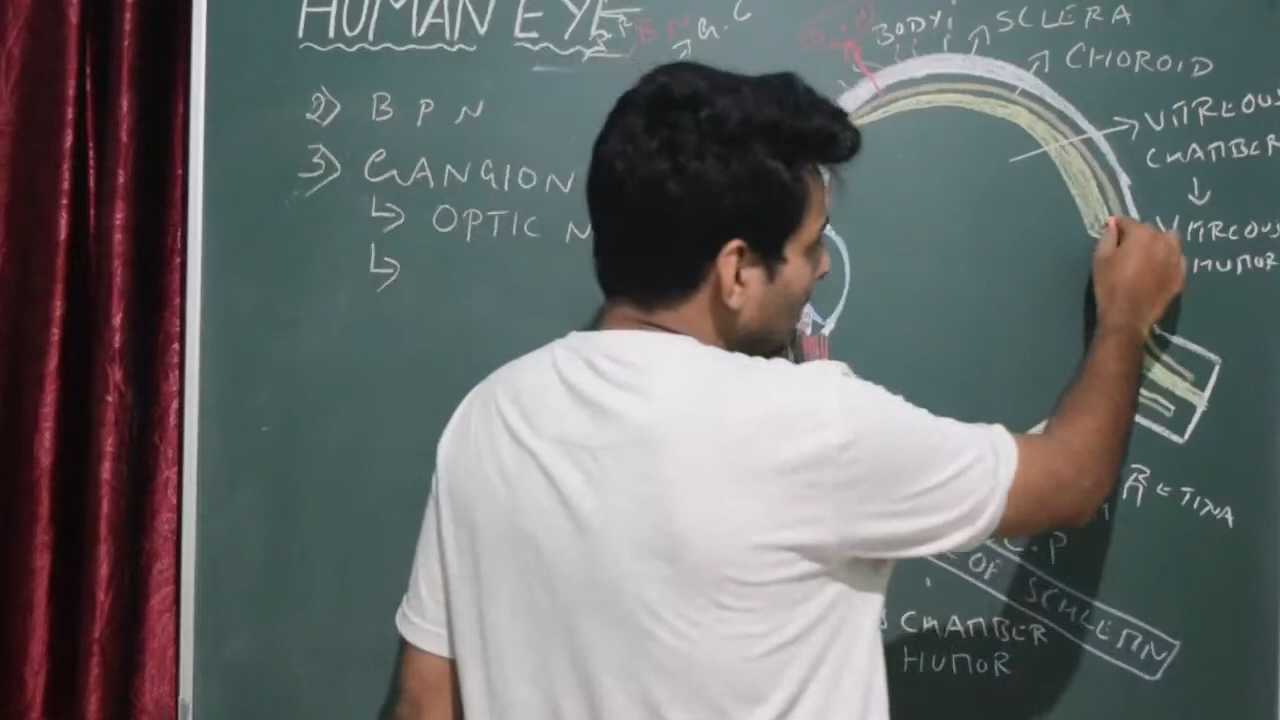 HUMAN EYE
2) B P N
3) GANGION
↳ OPTIC N
↳
BODY
SCLERA
CHOROID
VITREOUS
CHAMBER
↓
VITREOUS
HUMOR
RETINA
C.P
OF SCHLEMN
CHAMBER
HUMOR